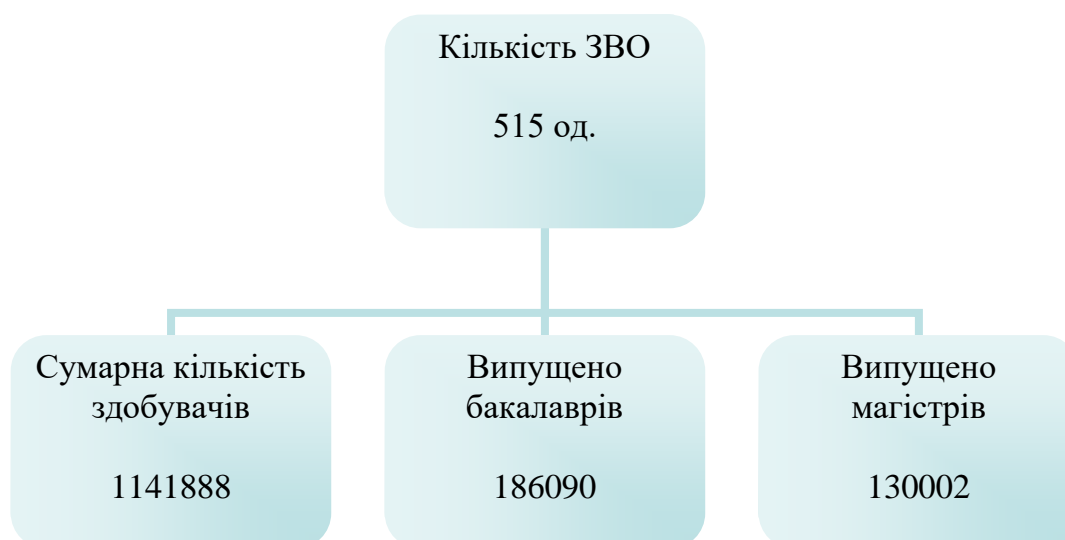 Кількість ЗВО
515 од.
Сумарна кількість
здобувачів
1141888
Випущено
бакалаврів
186090
Випущено
магістрів
130002